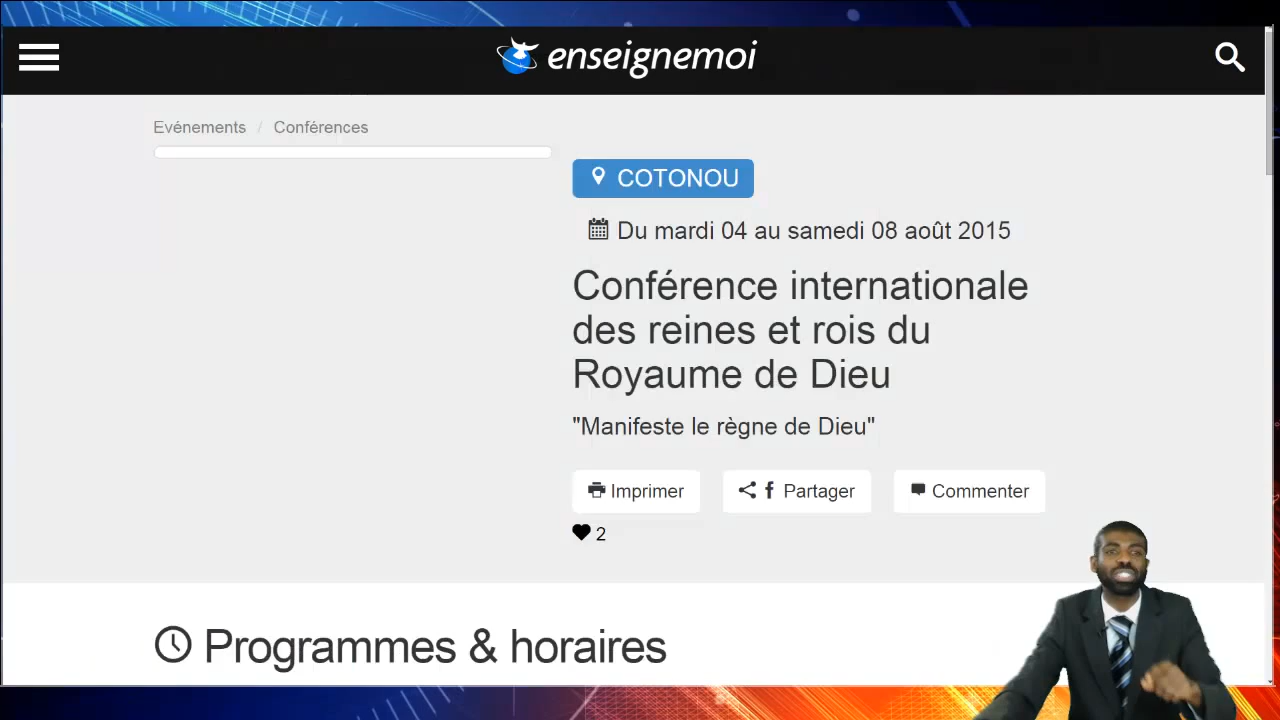 enseignemoi
Evénements / Conférences
COTONOU
Du mardi 04 au samedi 08 août 2015
Conférence internationale
des reines et rois du
Royaume de Dieu
"Manifeste le règne de Dieu"
Imprimer Partager Commenter
2
Programmes & horaires